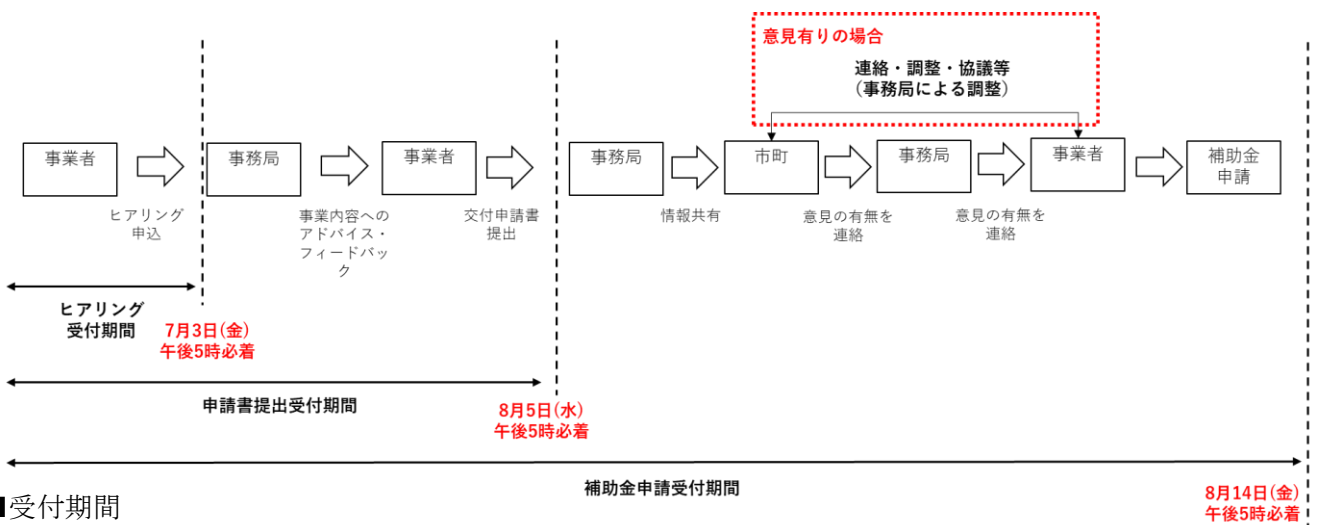 意見有りの場合
連絡・調整・協議等
（事務局による調整）
事業者
事務局
事業者
事務局
市町
事務局
事業者
補助金
申請
ヒアリング
申込
事業内容への
アドバイス・
フィードバッ
ク
交付申請書
提出
情報共有
意見の有無を
連絡
意見の有無を
連絡
ヒアリング
受付期間
7月3日(金)
午後5時必着
申請書提出受付期間
8月5日(水)
午後5時必着
補助金申請受付期間
8月14日(金)
午後5時必着
■受付期間